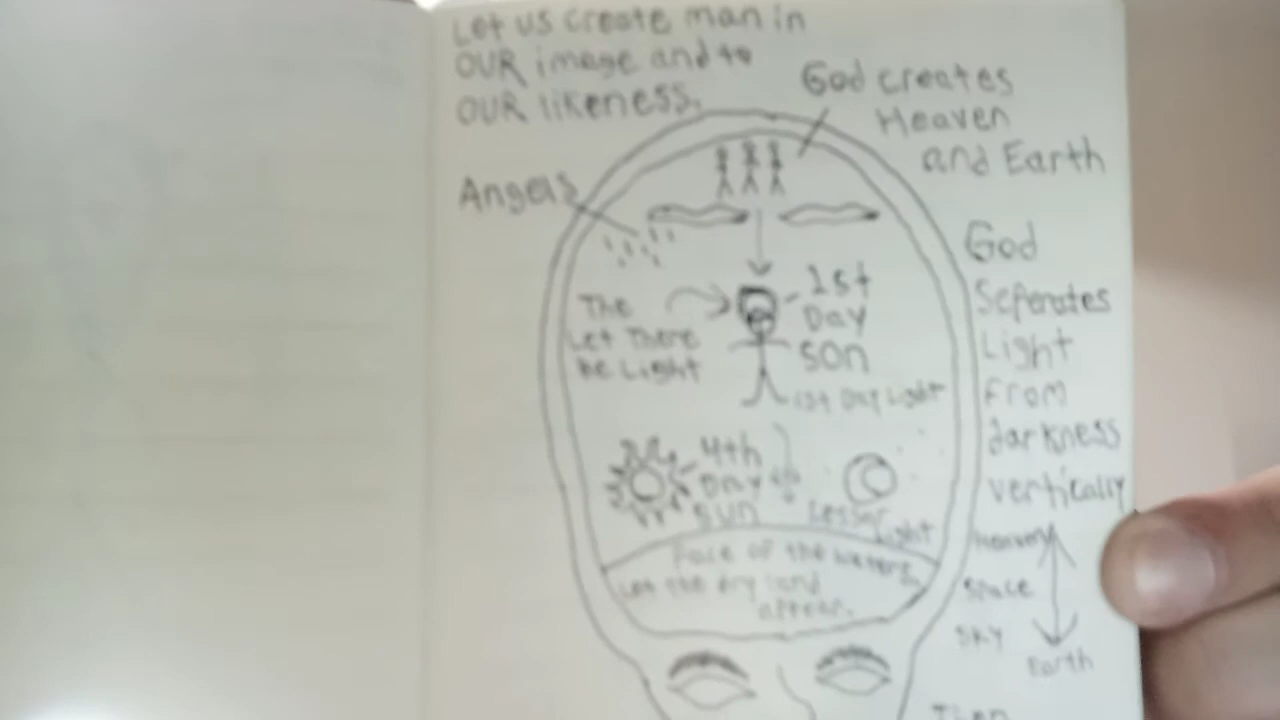 Let us create man in
OUR image and to
OUR likeness.
God creates
Heaven
and Earth
Angels
God
Seperates
Light
From
darkness
vertically
The
Let There
be Light
1st
Day
SON
1st Day Light
4th
Day
SUN
Lesser
light
Face of the waters.
Let the dry land
appear.
heaven
space
sky
Earth
Then